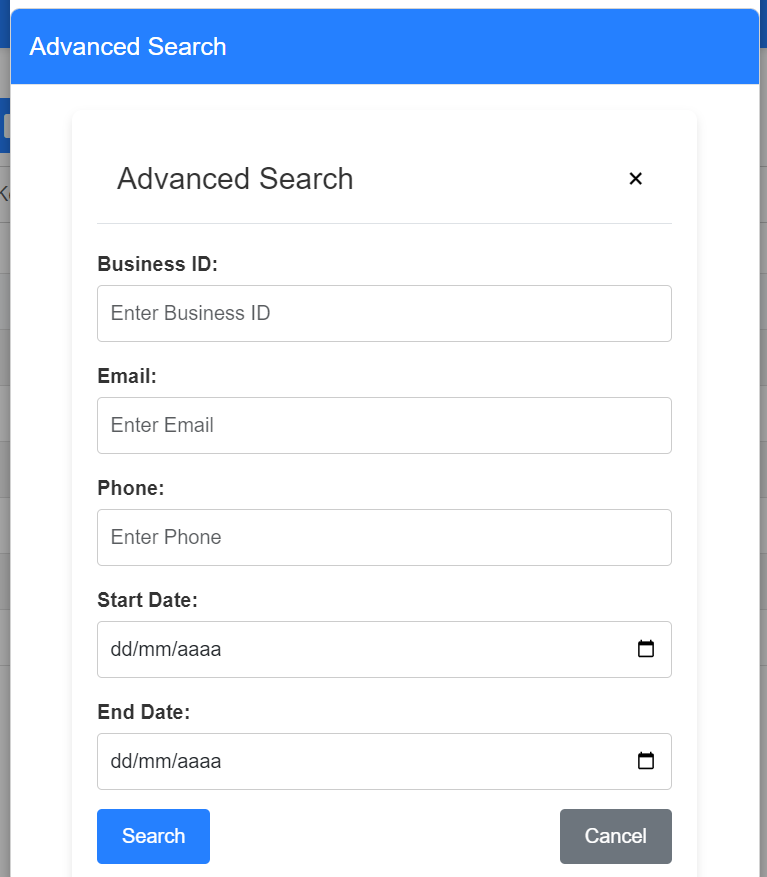 Advanced Search
Advanced Search
×
Business ID:
Enter Business ID
Email:
Enter Email
Phone:
Enter Phone
Start Date:
dd/mm/aaaa
End Date:
dd/mm/aaaa
Search
Cancel